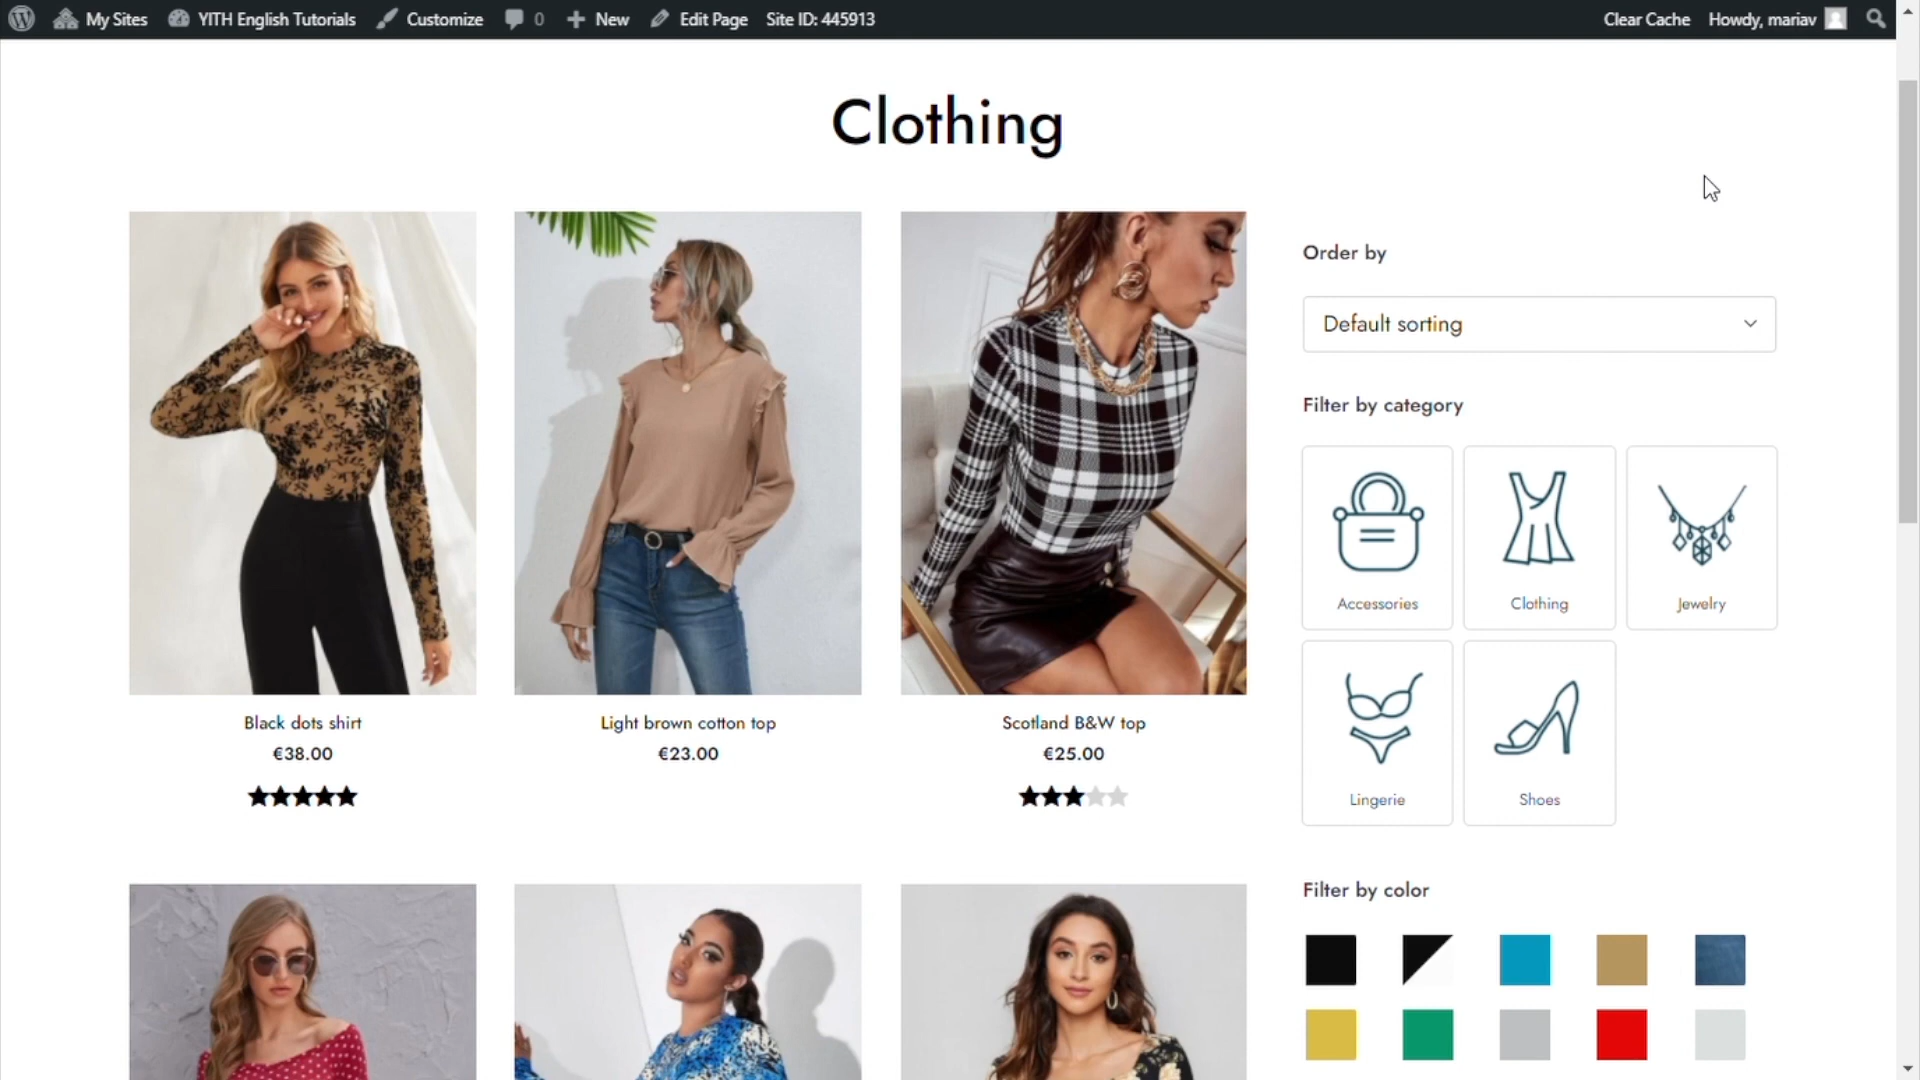 My Sites YITH English Tutorials Customize 0 New Edit Page Site ID: 445913 Clear Cache Howdy, mariav
Clothing
Order by
Default sorting
Filter by category
Accessories Clothing Jewelry
Lingerie Shoes
Filter by color
Black dots shirt
€38.00
Light brown cotton top
€23.00
Scotland B&W top
€25.00